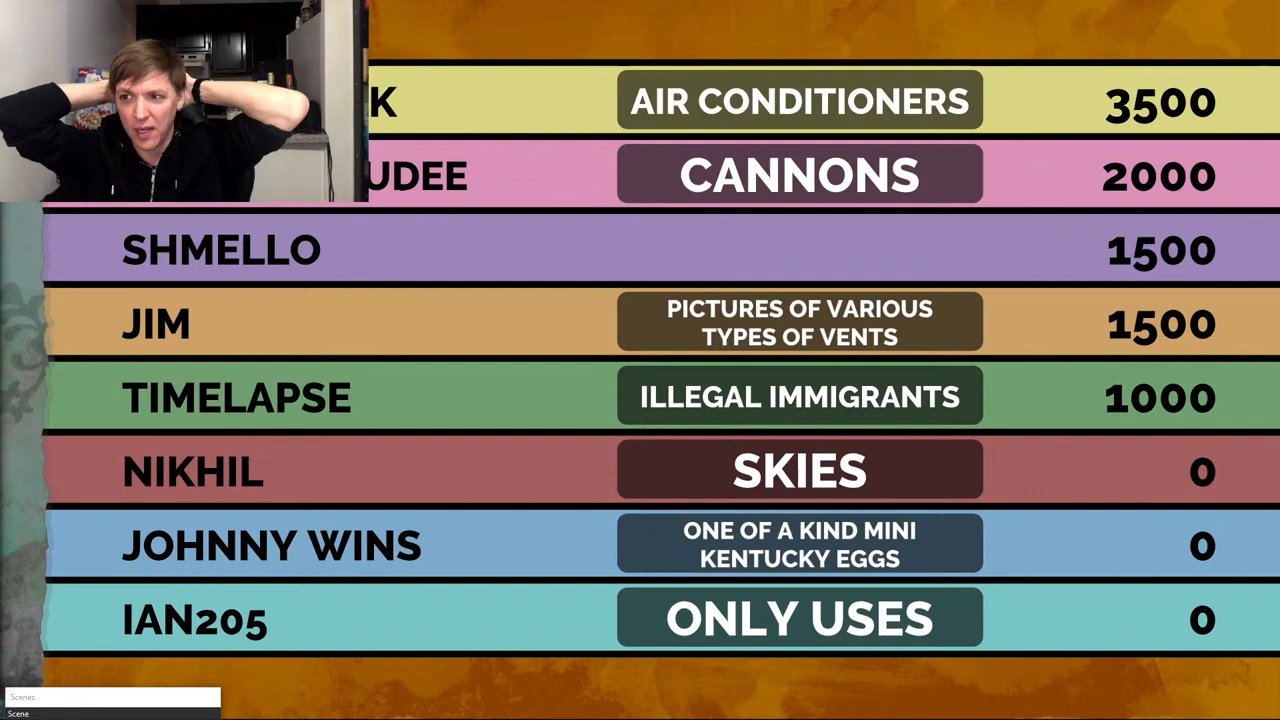 K AIR CONDITIONERS 3500
UDEE CANNONS 2000
SHMELLO 1500
JIM PICTURES OF VARIOUS TYPES OF VENTS 1500
TIMELAPSE ILLEGAL IMMIGRANTS 1000
NIKHIL SKIES 0
JOHNNY WINS ONE OF A KIND MINI KENTUCKY EGGS 0
IAN205 ONLY USES 0
Scenes
Scene